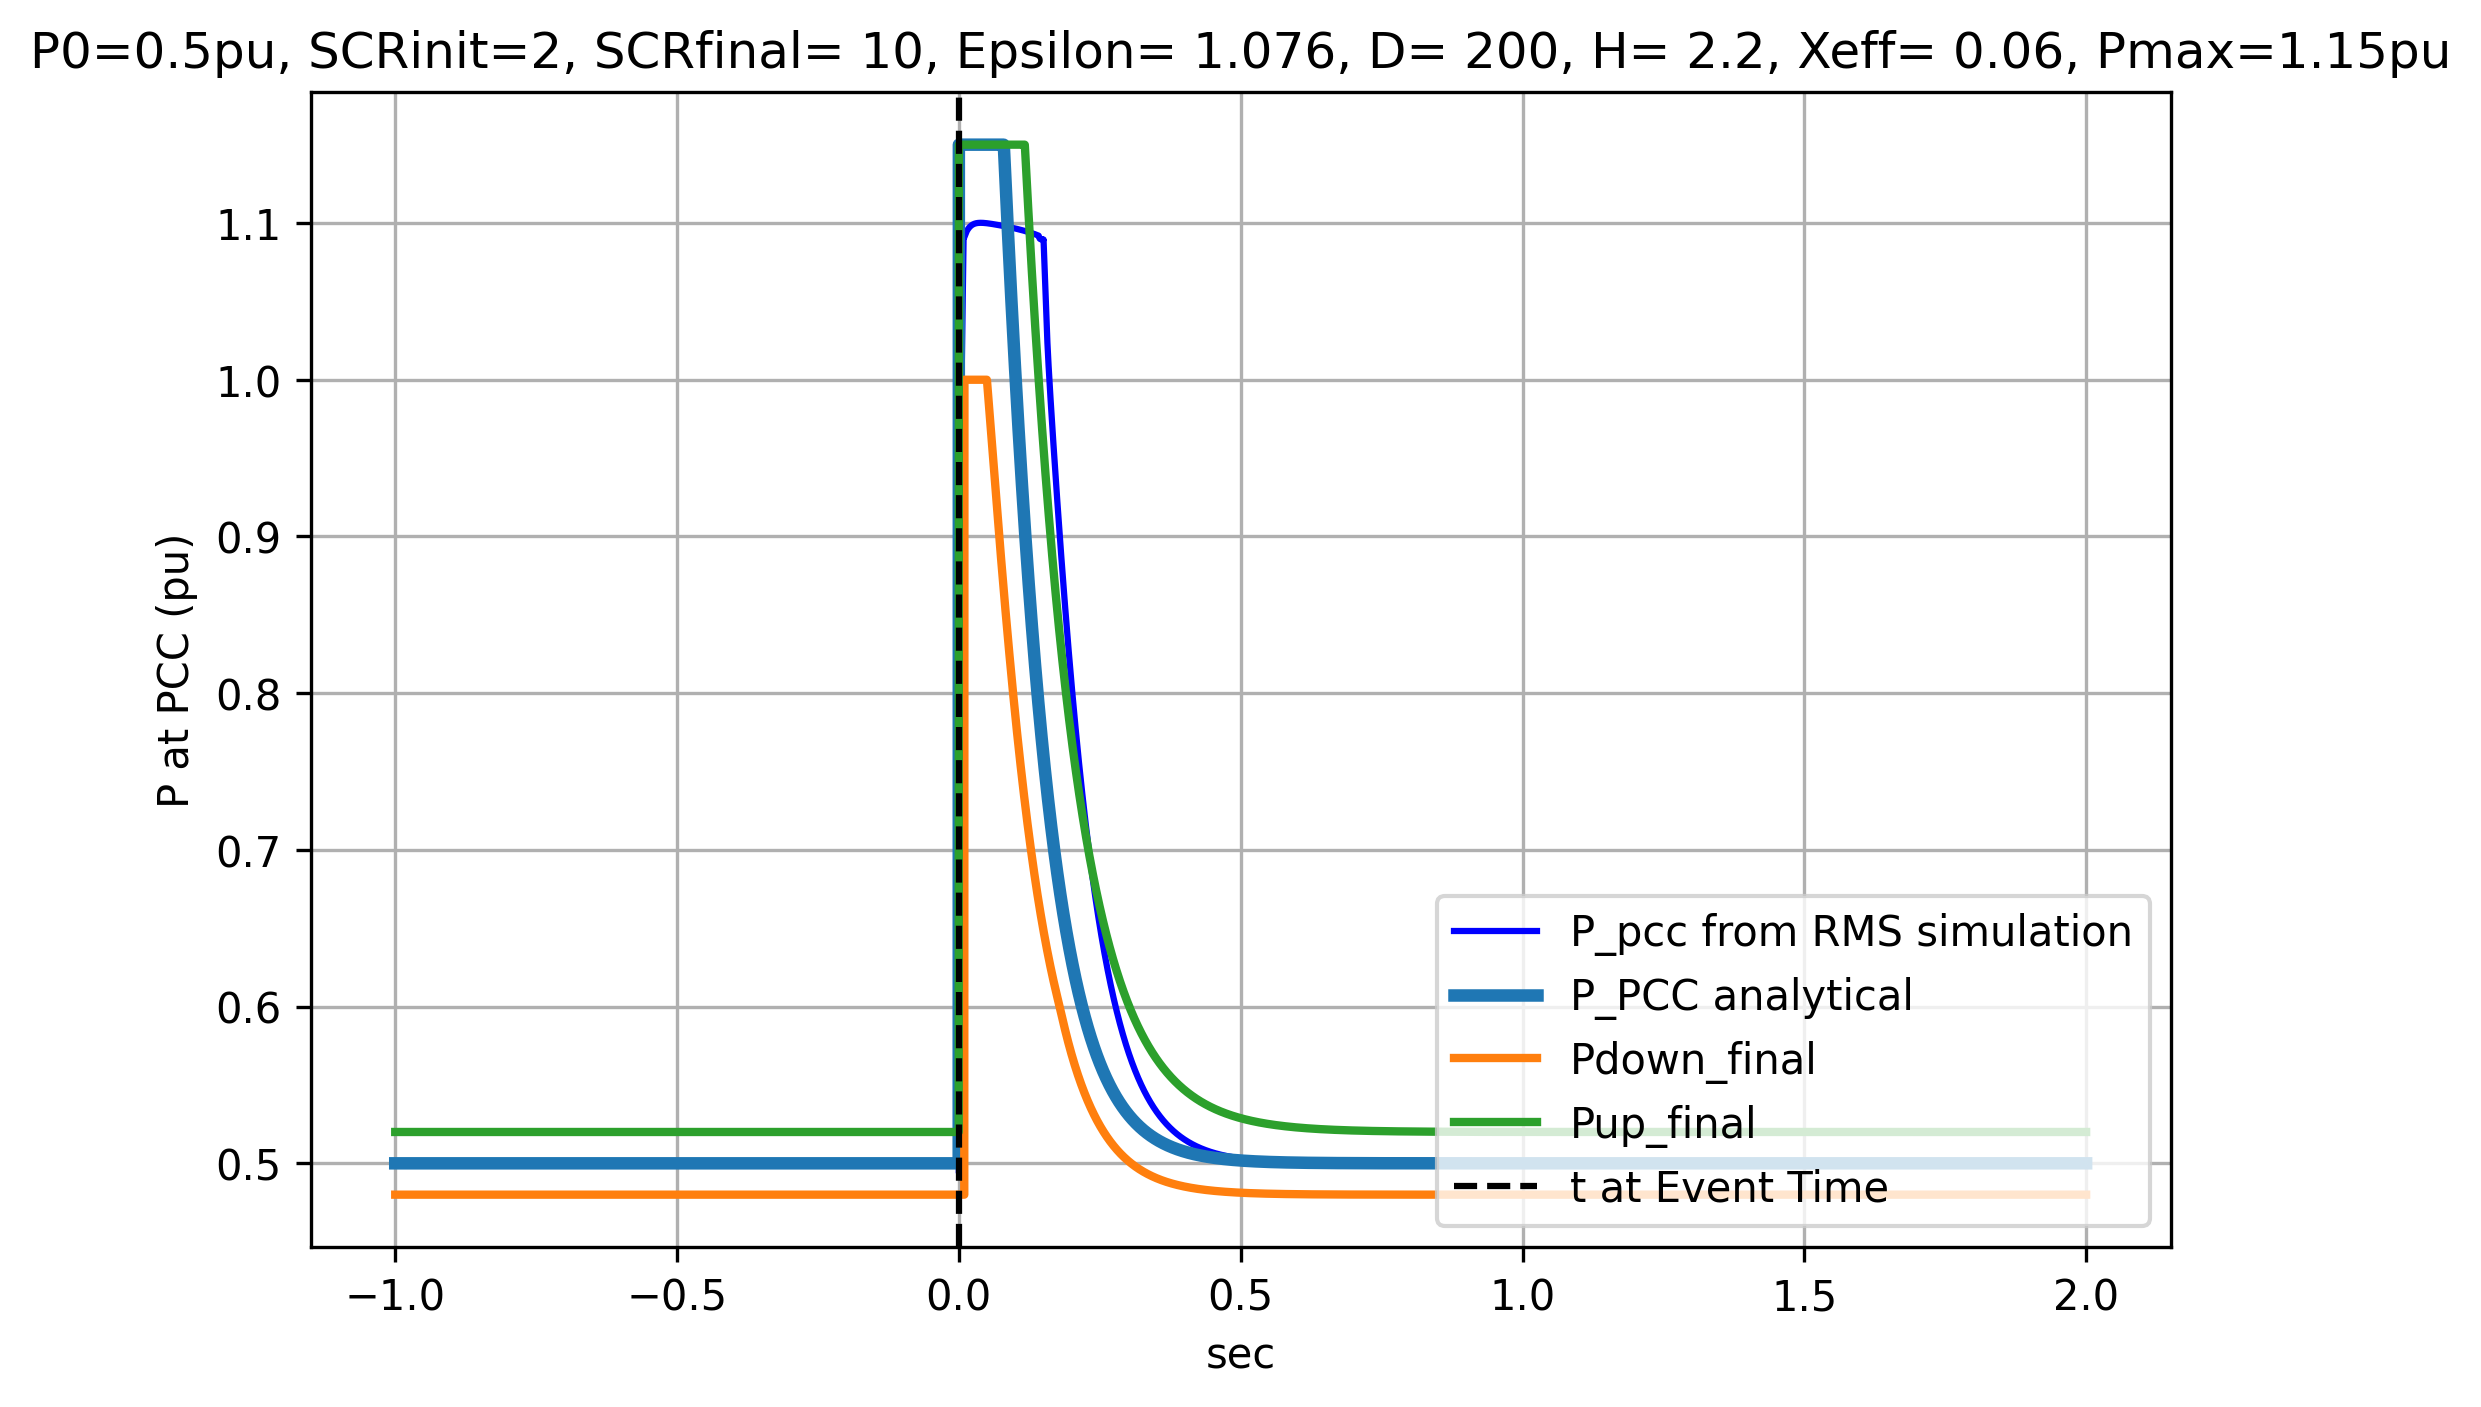 P0=0.5pu, SCRinit=2, SCRfinal= 10, Epsilon= 1.076, D= 200, H= 2.2, Xeff= 0.06, Pmax=1.15pu
1.1
1.0
0.9
0.8
0.7
0.6
0.5
P at PCC (pu)
P_pcc from RMS simulation
P_PCC analytical
Pdown_final
Pup_final
t at Event Time
−1.0 −0.5 0.0 0.5 1.0 1.5 2.0
sec